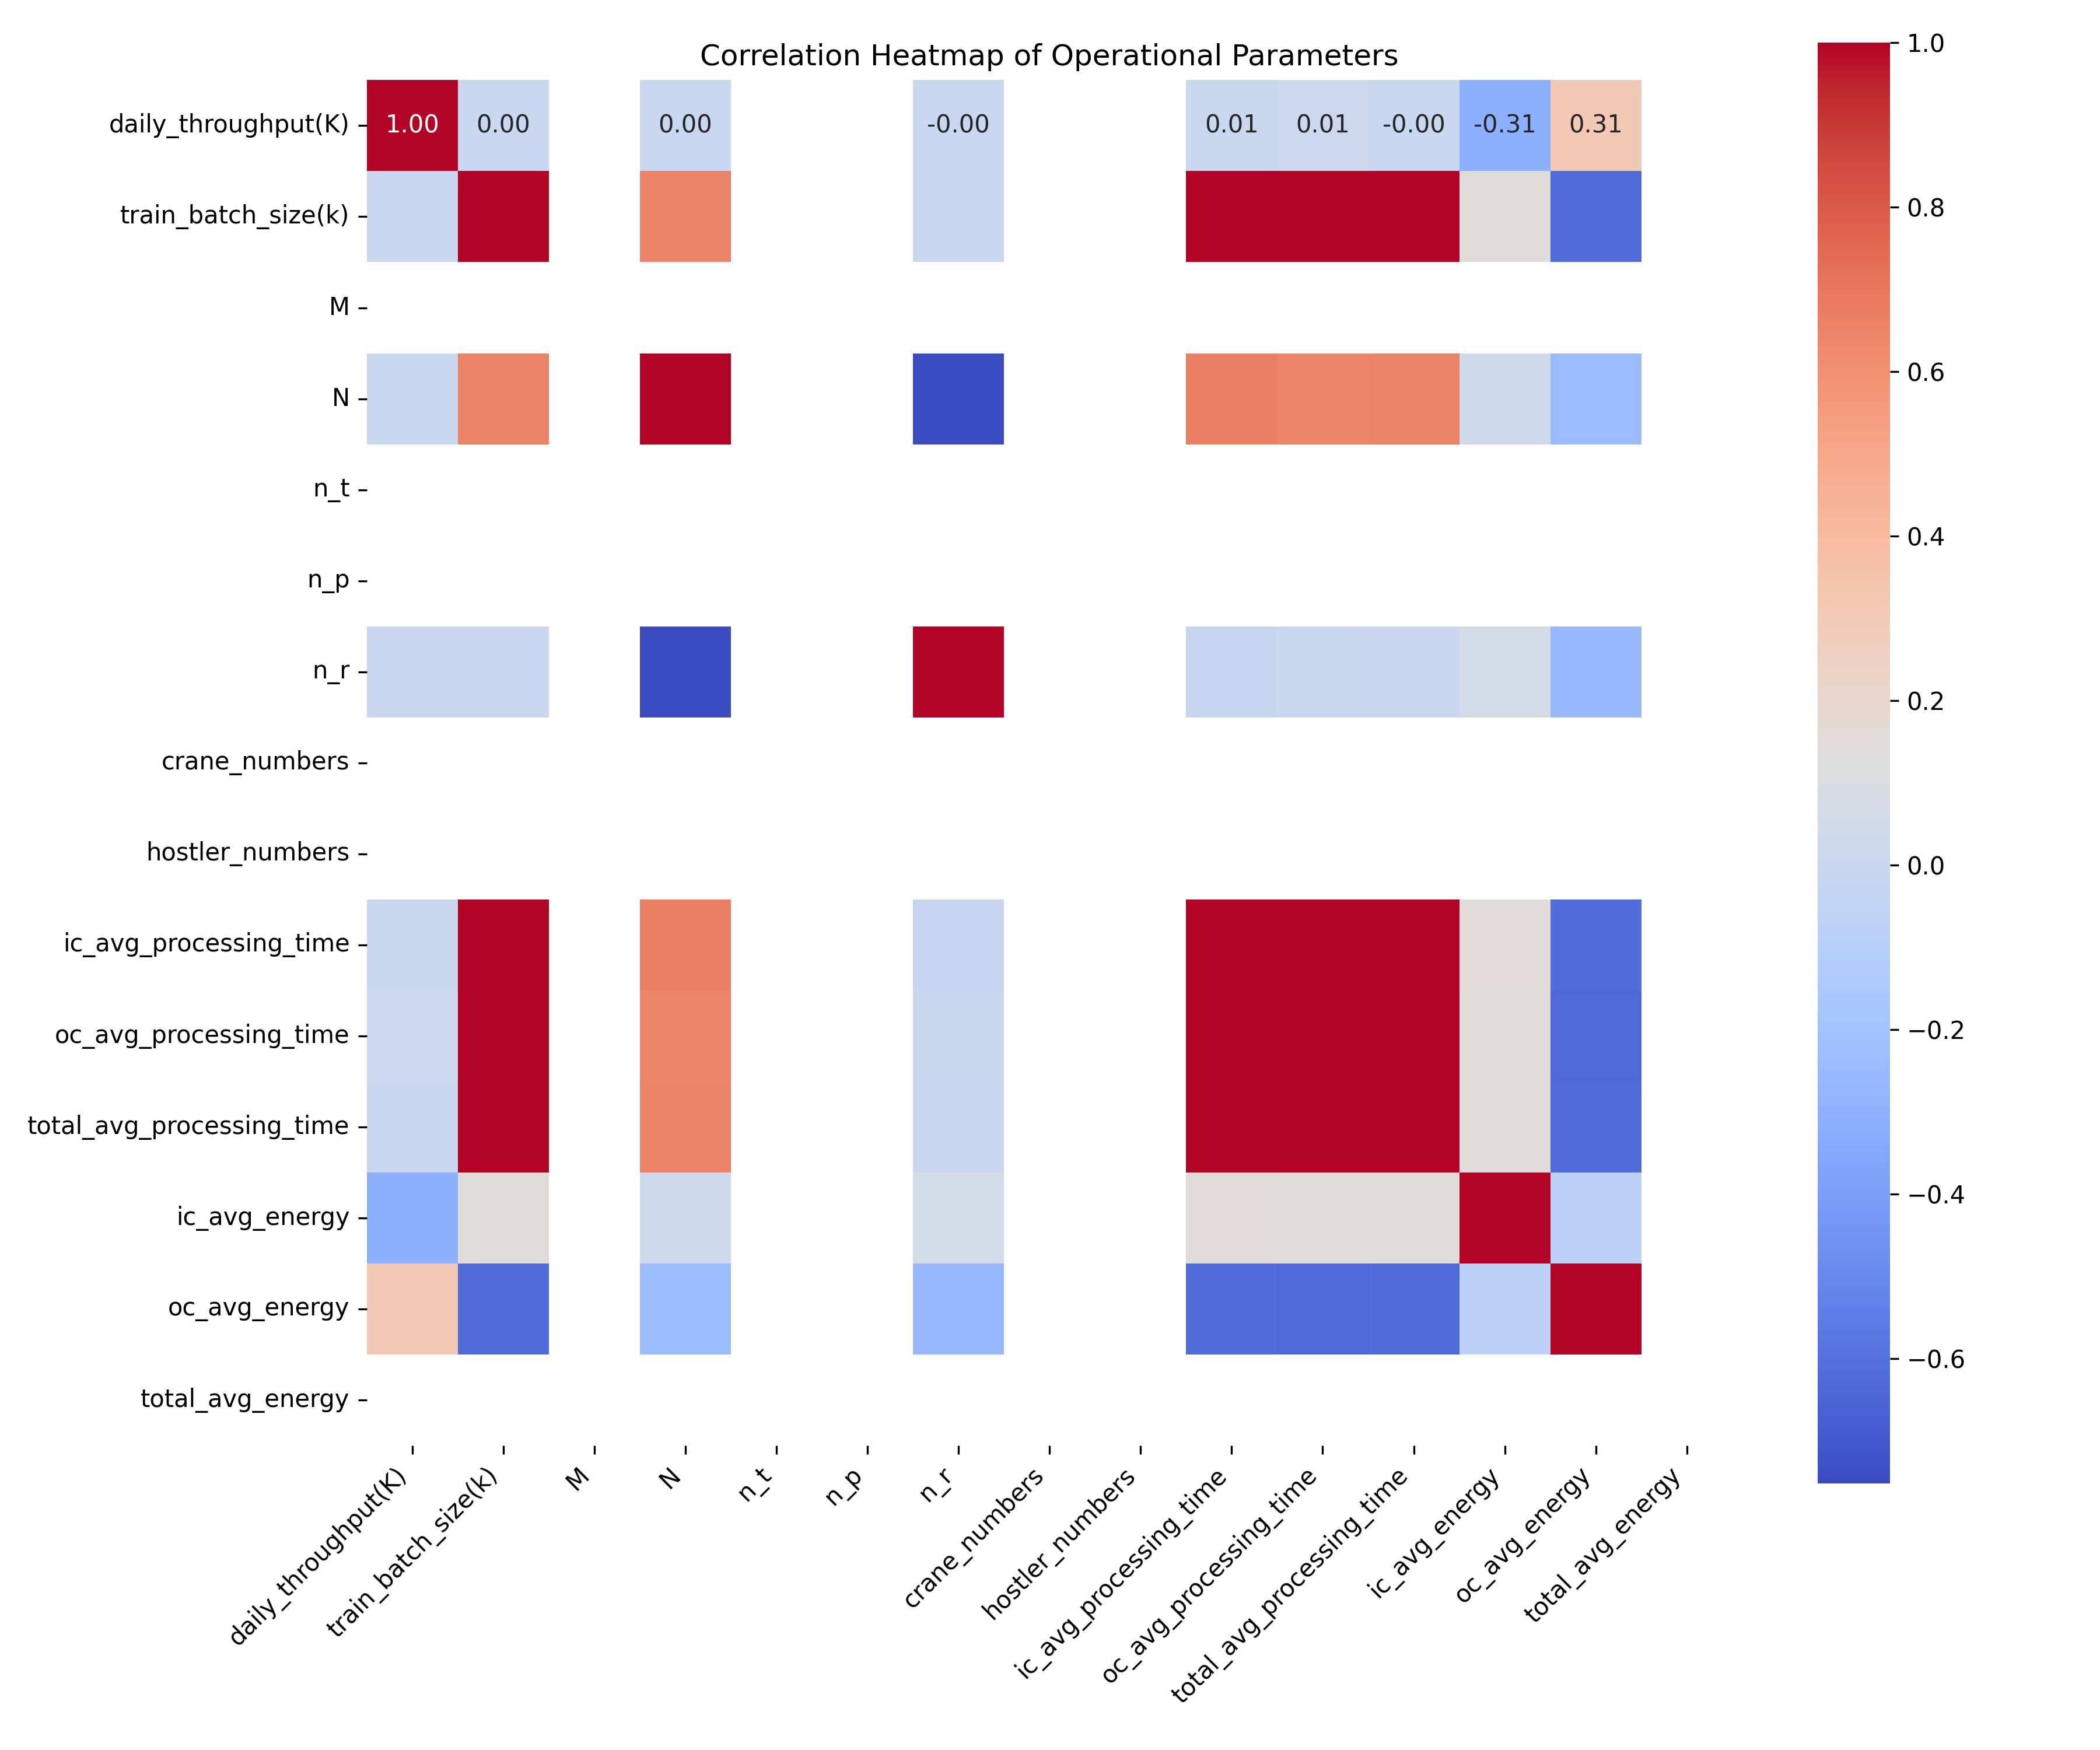 Correlation Heatmap of Operational Parameters
daily_throughput(K)
1.00
0.00
0.00
-0.00
0.01
0.01
-0.00
-0.31
0.31
train_batch_size(k)
M
N
n_t
n_p
n_r
crane_numbers
hostler_numbers
ic_avg_processing_time
oc_avg_processing_time
total_avg_processing_time
ic_avg_energy
oc_avg_energy
total_avg_energy
daily_throughput(K)
train_batch_size(k)
M
N
n_t
n_p
n_r
crane_numbers
hostler_numbers
ic_avg_processing_time
oc_avg_processing_time
total_avg_processing_time
ic_avg_energy
oc_avg_energy
total_avg_energy
1.0
0.8
0.6
0.4
0.2
0.0
−0.2
−0.4
−0.6